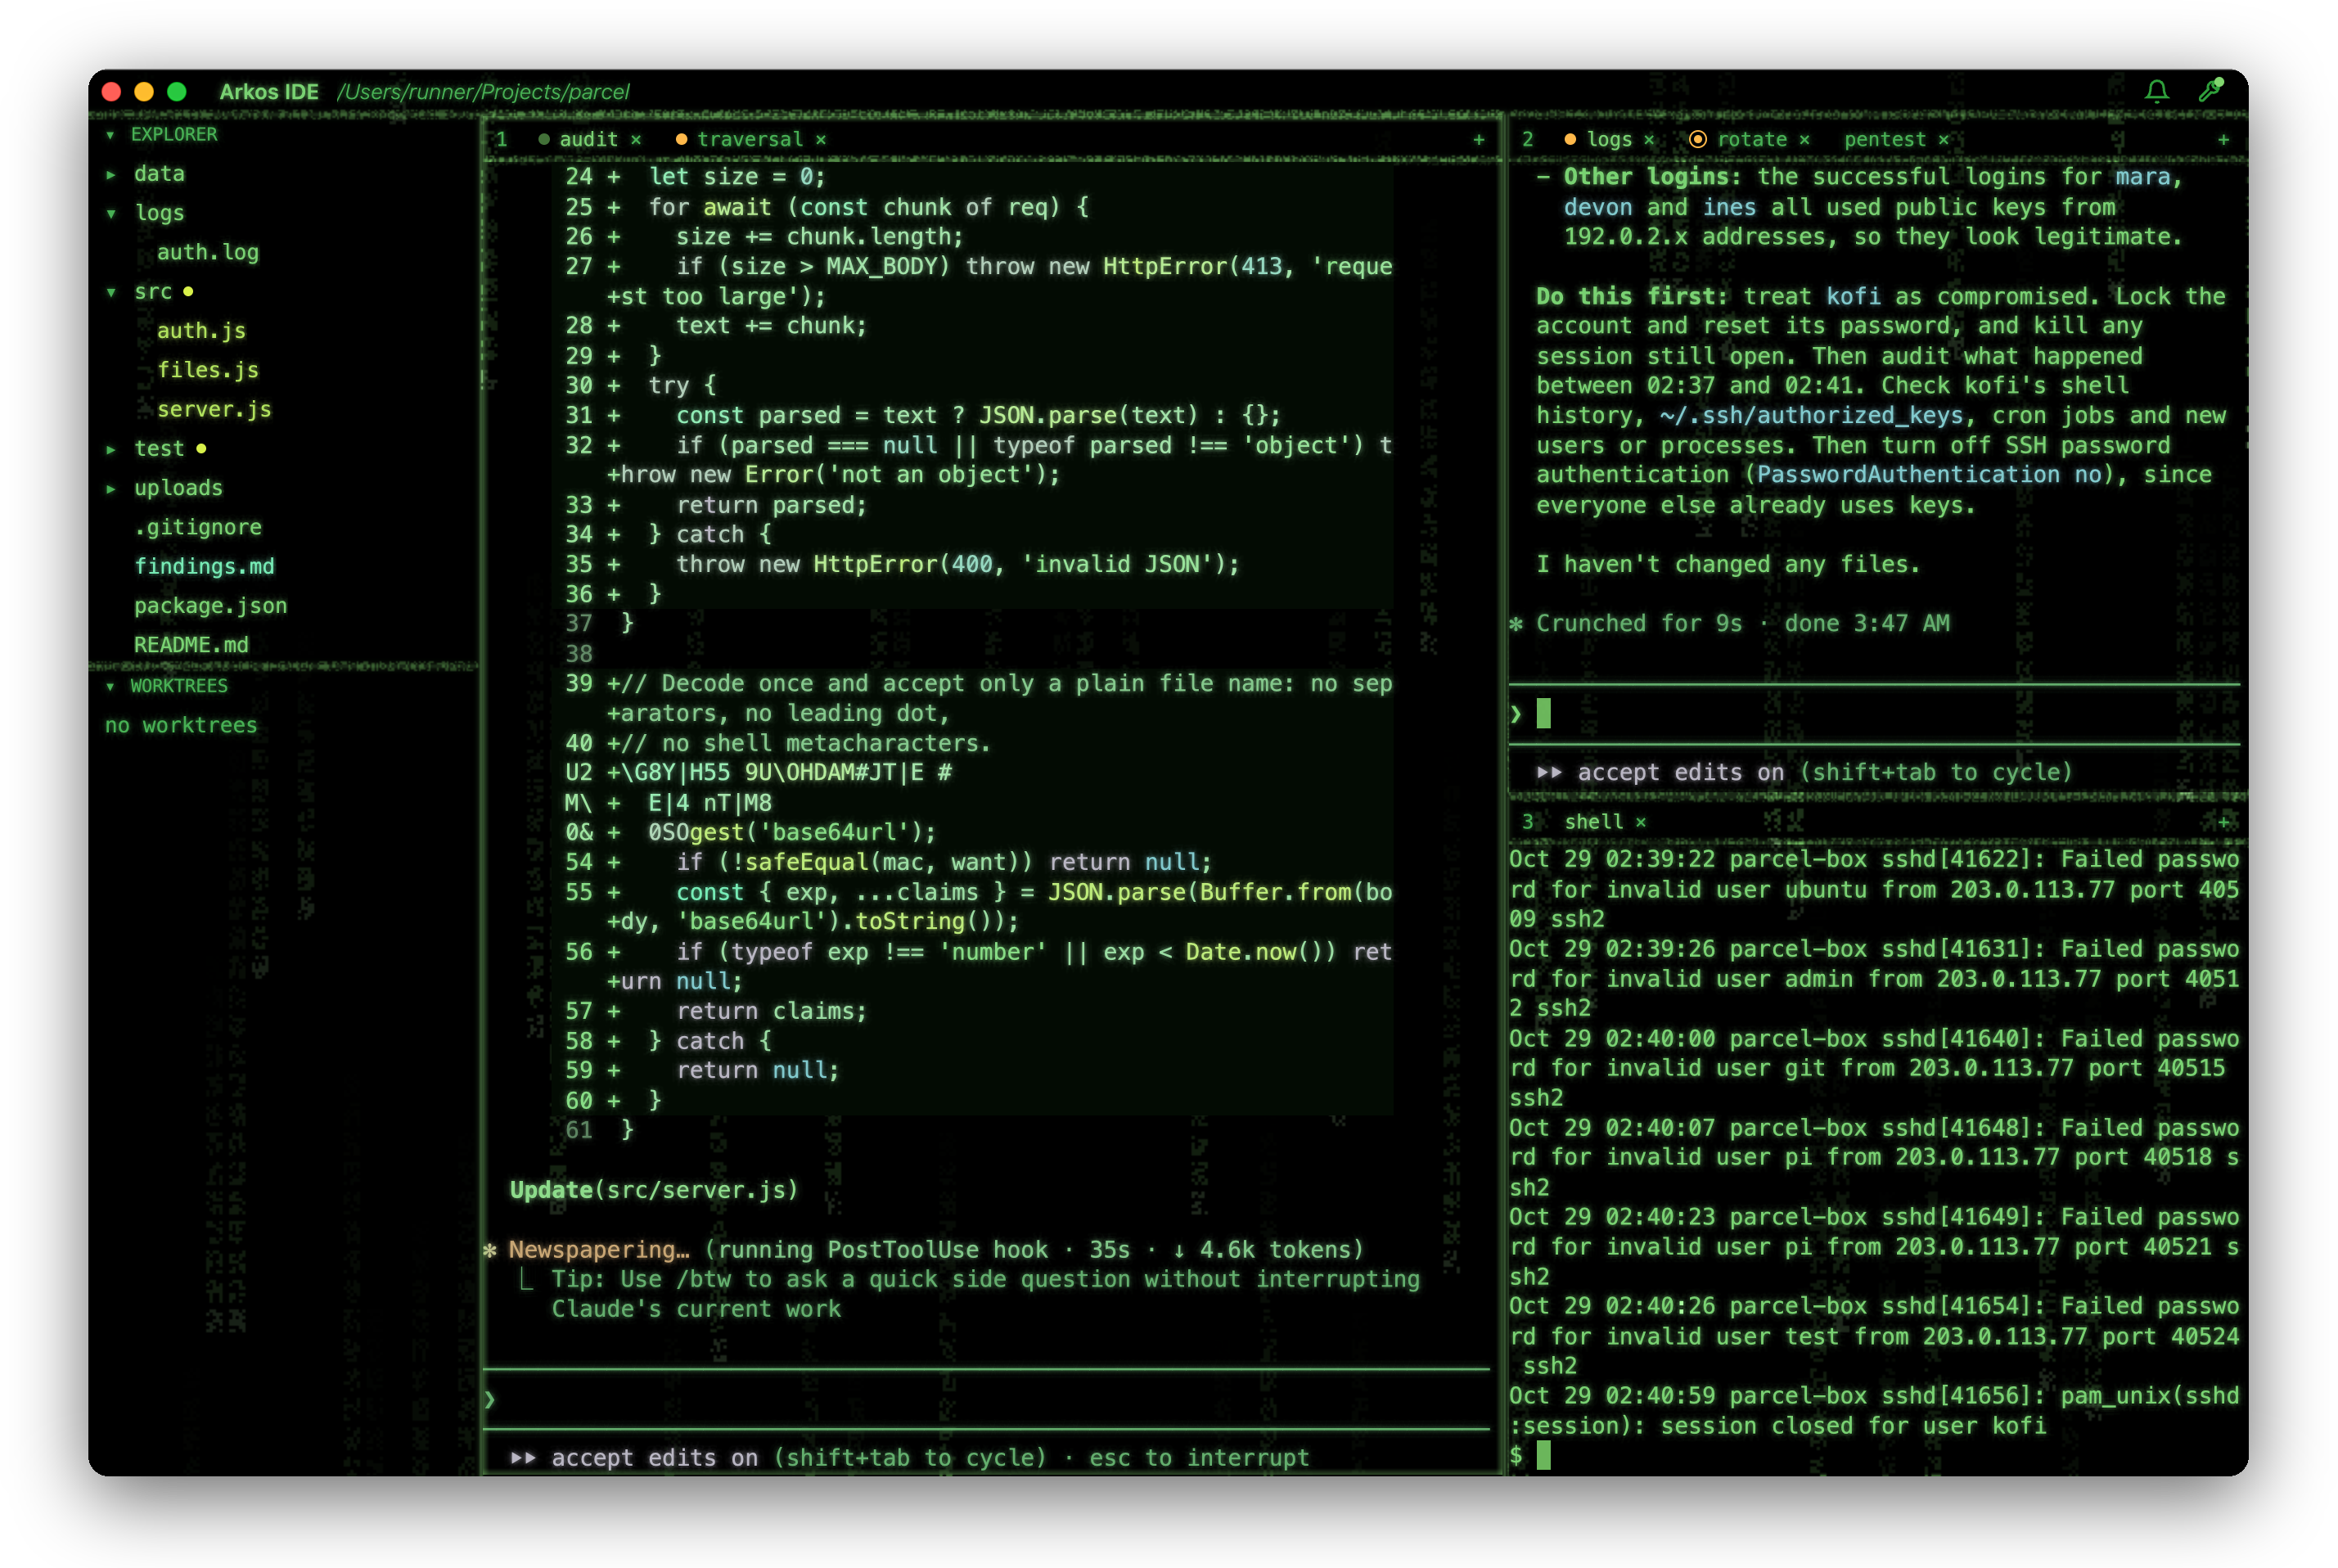 Arkos IDE /Users/runner/Projects/parcel
▾ EXPLORER
▸ data
▾ logs
auth.log
▾ src ●
auth.js
files.js
server.js
▸ test ●
▸ uploads
.gitignore
findings.md
package.json
README.md
▾ WORKTREES
no worktrees
1 ● audit × ● traversal × +
24 +  let size = 0;
25 +  for await (const chunk of req) {
26 +    size += chunk.length;
27 +    if (size > MAX_BODY) throw new HttpError(413, 'reque
+st too large');
28 +    text += chunk;
29 +  }
30 +  try {
31 +    const parsed = text ? JSON.parse(text) : {};
32 +    if (parsed === null || typeof parsed !== 'object') t
+hrow new Error('not an object');
33 +    return parsed;
34 +  } catch {
35 +    throw new HttpError(400, 'invalid JSON');
36 +  }
37  }
38
39 +// Decode once and accept only a plain file name: no sep
+arators, no leading dot,
40 +// no shell metacharacters.
U2 +\G8Y|H55 9U\OHDAM#JT|E #
M\ +  E|4 nT|M8
0& +  0SOgest('base64url');
54 +    if (!safeEqual(mac, want)) return null;
55 +    const { exp, ...claims } = JSON.parse(Buffer.from(bo
+dy, 'base64url').toString());
56 +    if (typeof exp !== 'number' || exp < Date.now()) ret
+urn null;
57 +    return claims;
58 +  } catch {
59 +    return null;
60 +  }
61  }
Update(src/server.js)
✻ Newspapering… (running PostToolUse hook · 35s · ↓ 4.6k tokens)
⎿ Tip: Use /btw to ask a quick side question without interrupting
Claude's current work
❯
▸▸ accept edits on (shift+tab to cycle) · esc to interrupt
2 ● logs × ◉ rotate × pentest × +
– Other logins: the successful logins for mara,
devon and ines all used public keys from
192.0.2.x addresses, so they look legitimate.
Do this first: treat kofi as compromised. Lock the
account and reset its password, and kill any
session still open. Then audit what happened
between 02:37 and 02:41. Check kofi's shell
history, ~/.ssh/authorized_keys, cron jobs and new
users or processes. Then turn off SSH password
authentication (PasswordAuthentication no), since
everyone else already uses keys.
I haven't changed any files.
✻ Crunched for 9s · done 3:47 AM
❯
▸▸ accept edits on (shift+tab to cycle)
3 shell × +
Oct 29 02:39:22 parcel-box sshd[41622]: Failed passwo
rd for invalid user ubuntu from 203.0.113.77 port 405
09 ssh2
Oct 29 02:39:26 parcel-box sshd[41631]: Failed passwo
rd for invalid user admin from 203.0.113.77 port 4051
2 ssh2
Oct 29 02:40:00 parcel-box sshd[41640]: Failed passwo
rd for invalid user git from 203.0.113.77 port 40515
ssh2
Oct 29 02:40:07 parcel-box sshd[41648]: Failed passwo
rd for invalid user pi from 203.0.113.77 port 40518 s
sh2
Oct 29 02:40:23 parcel-box sshd[41649]: Failed passwo
rd for invalid user pi from 203.0.113.77 port 40521 s
sh2
Oct 29 02:40:26 parcel-box sshd[41654]: Failed passwo
rd for invalid user test from 203.0.113.77 port 40524
ssh2
Oct 29 02:40:59 parcel-box sshd[41656]: pam_unix(sshd
:session): session closed for user kofi
$